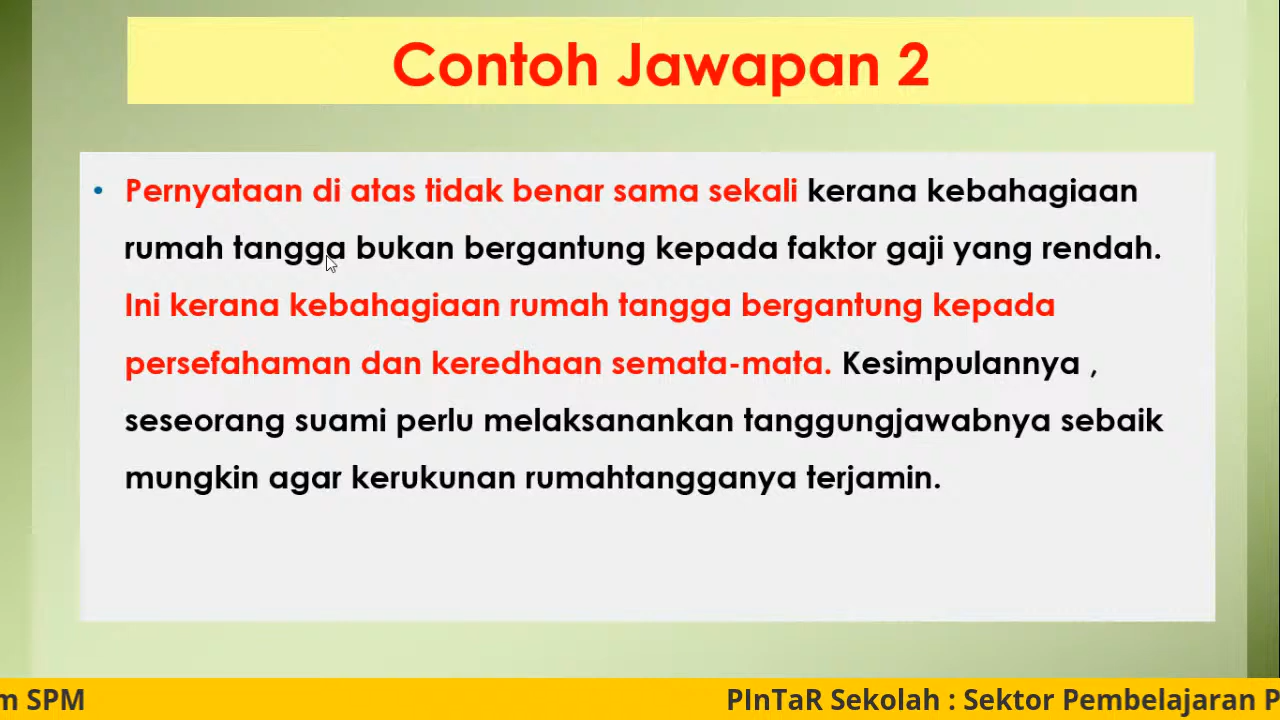 Contoh Jawapan 2
• Pernyataan di atas tidak benar sama sekali kerana kebahagiaan
rumah tangga bukan bergantung kepada faktor gaji yang rendah.
Ini kerana kebahagiaan rumah tangga bergantung kepada
persefahaman dan keredhaan semata-mata. Kesimpulannya ,
seseorang suami perlu melaksanankan tanggungjawabnya sebaik
mungkin agar kerukunan rumahtangganya terjamin.
m SPM PInTaR Sekolah : Sektor Pembelajaran P